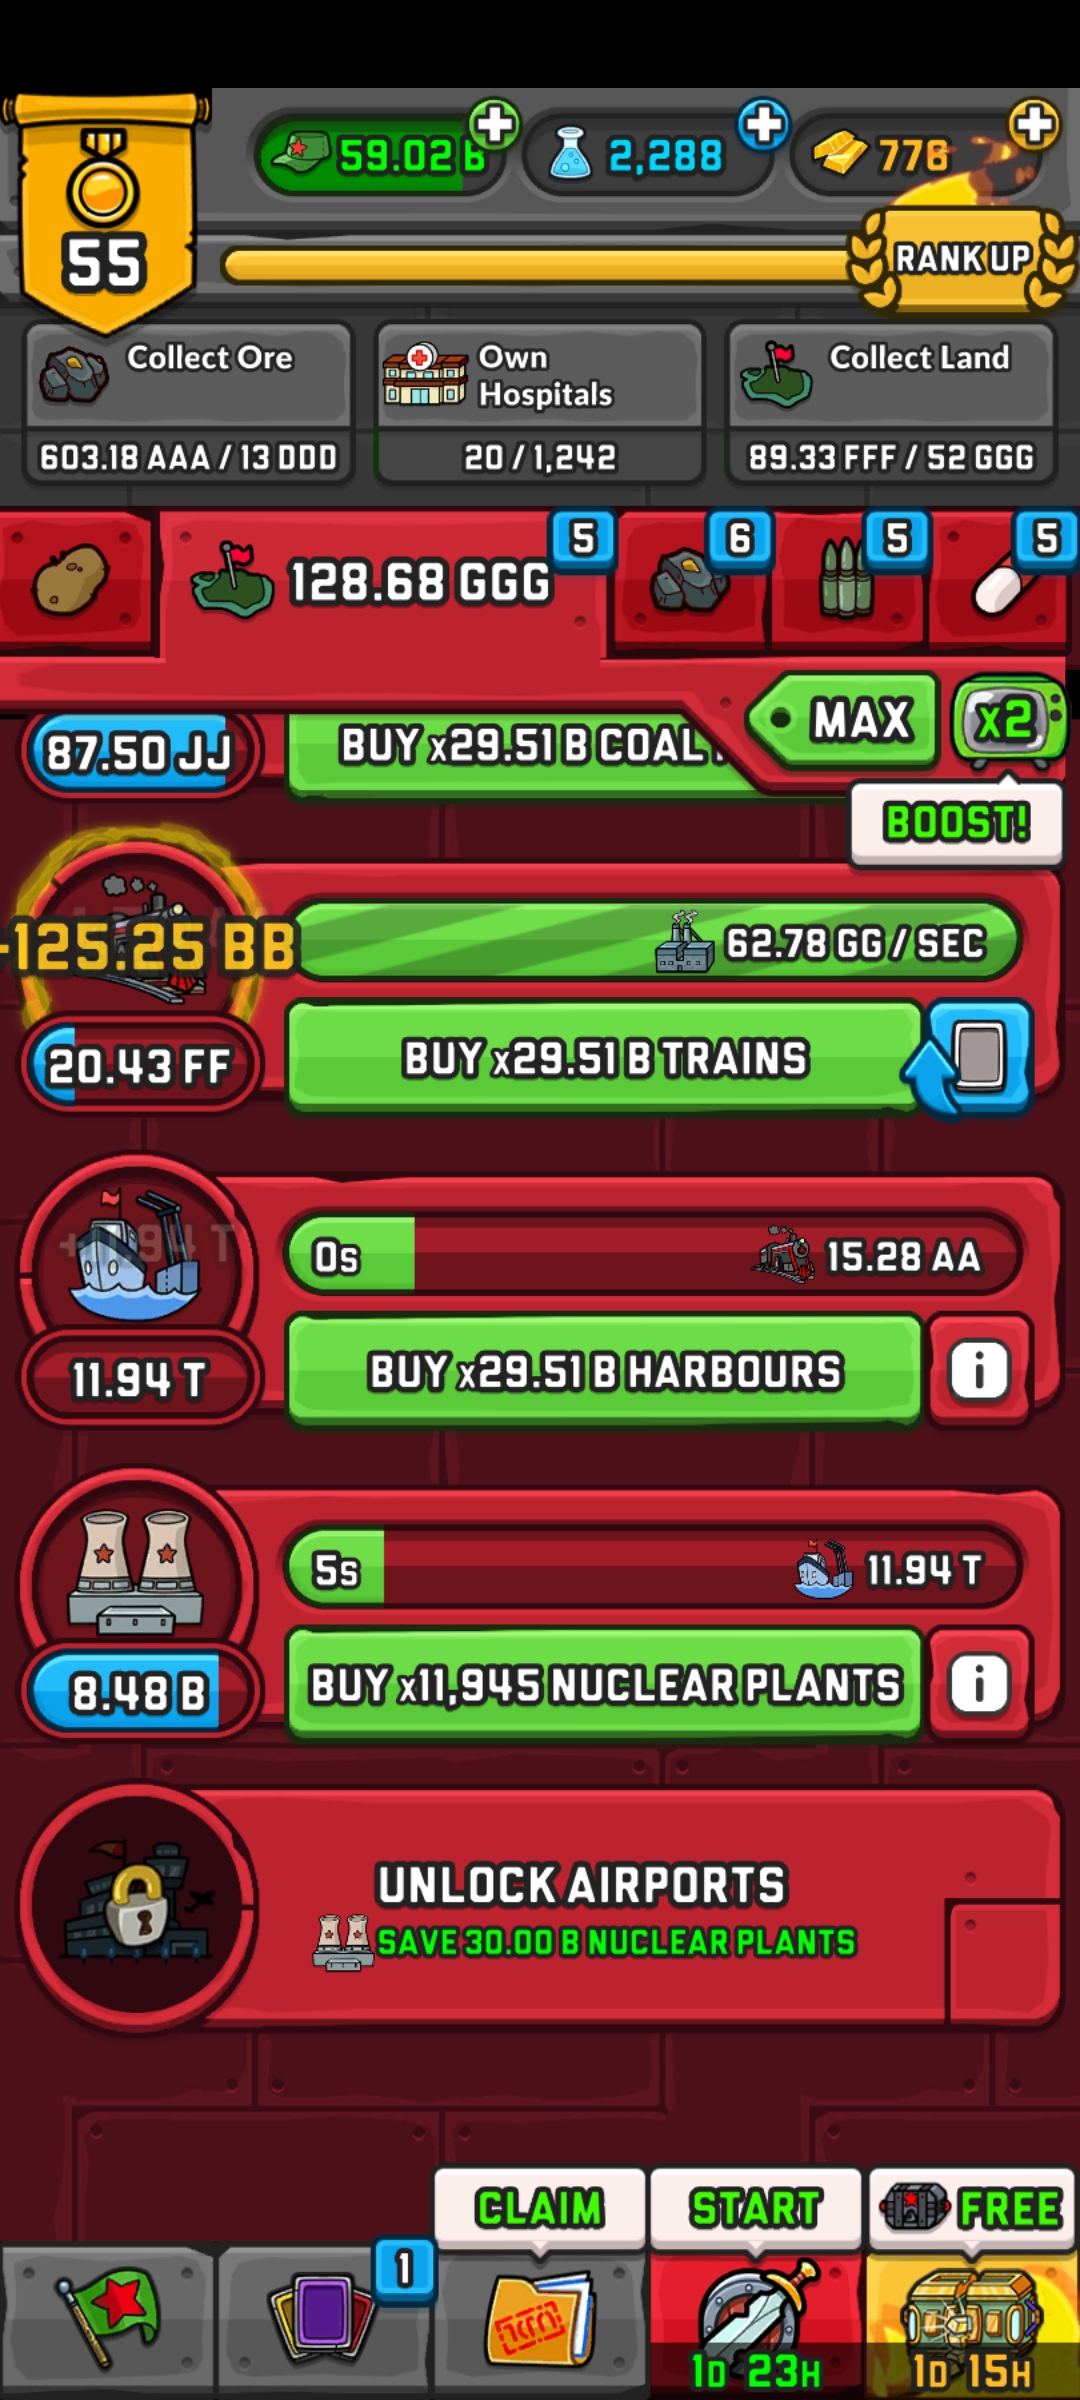 59.02 B
2,288
778
55
RANK UP
Collect Ore
603.18 AAA / 13 DDD
Own
Hospitals
20 / 1,242
Collect Land
89.33 FFF / 52 GGG
128.68 GGG
5
6
5
5
MAX
x2
87.50 JJ
BUY x29.51 B COAL
BOOST!
-125.25 BB
62.78 GG / SEC
20.43 FF
BUY x29.51 B TRAINS
+11.94 T
0s
15.28 AA
11.94 T
BUY x29.51 B HARBOURS
i
5s
11.94 T
8.48 B
BUY x11,945 NUCLEAR PLANTS
i
UNLOCK AIRPORTS
SAVE 30.00 B NUCLEAR PLANTS
CLAIM
START
FREE
1
1D 23H
1D 15H